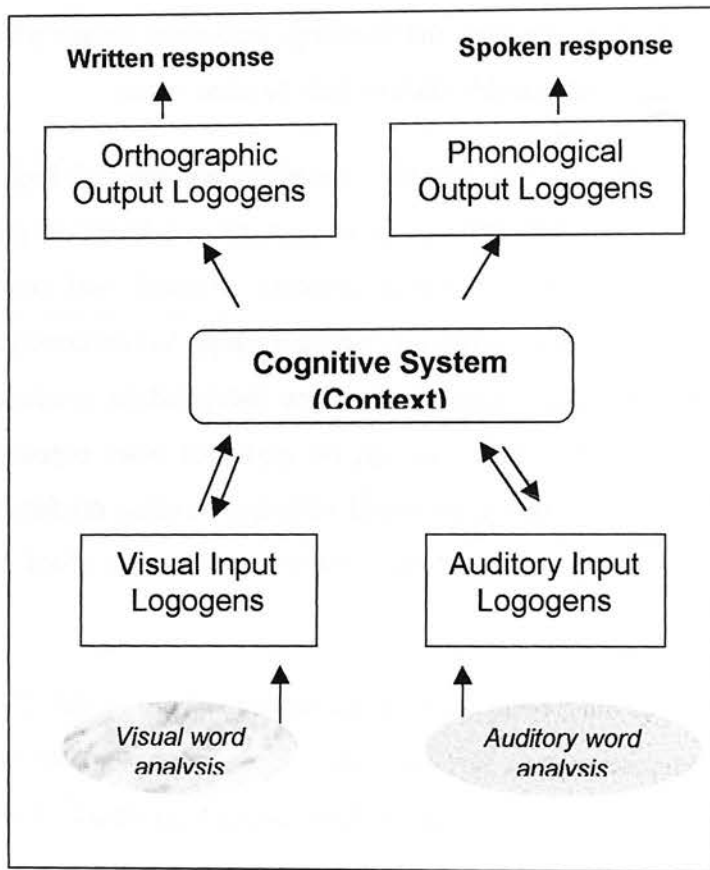 Written response
Spoken response
Orthographic
Output Logogens
Phonological
Output Logogens
Cognitive System
(Context)
Visual Input
Logogens
Auditory Input
Logogens
Visual word
analysis
Auditory word
analysis